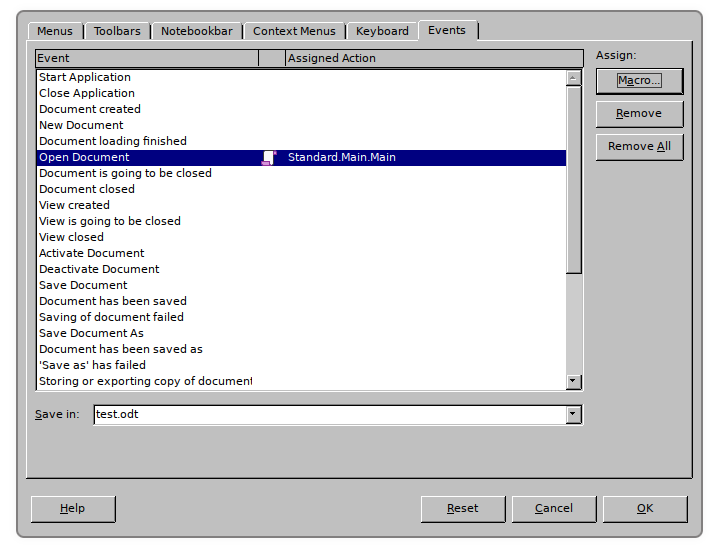 Menus Toolbars Notebookbar Context Menus Keyboard Events
Event Assigned Action
Start Application
Close Application
Document created
New Document
Document loading finished
Open Document Standard.Main.Main
Document is going to be closed
Document closed
View created
View is going to be closed
View closed
Activate Document
Deactivate Document
Save Document
Document has been saved
Saving of document failed
Save Document As
Document has been saved as
'Save as' has failed
Storing or exporting copy of document
Assign:
Macro...
Remove
Remove All
Save in: test.odt
Help Reset Cancel OK